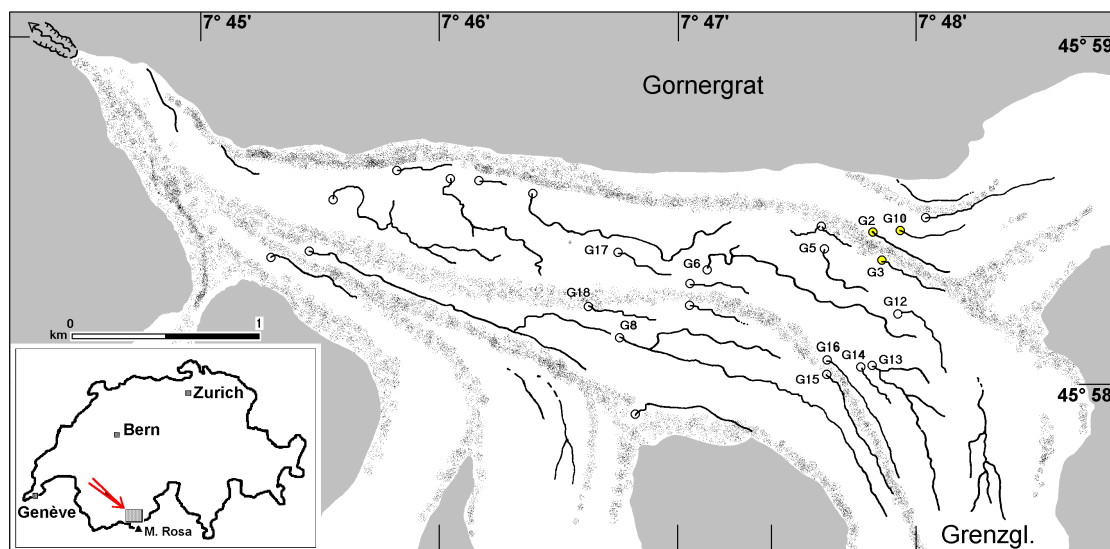 7° 45'
7° 46'
7° 47'
7° 48'
45° 59
Gornergrat
G2
G10
G17
G5
G6
G3
G18
G12
G8
0
1
km
G16
G14
G13
G15
45° 58
Zurich
Bern
Genève
M. Rosa
Grenzgl.